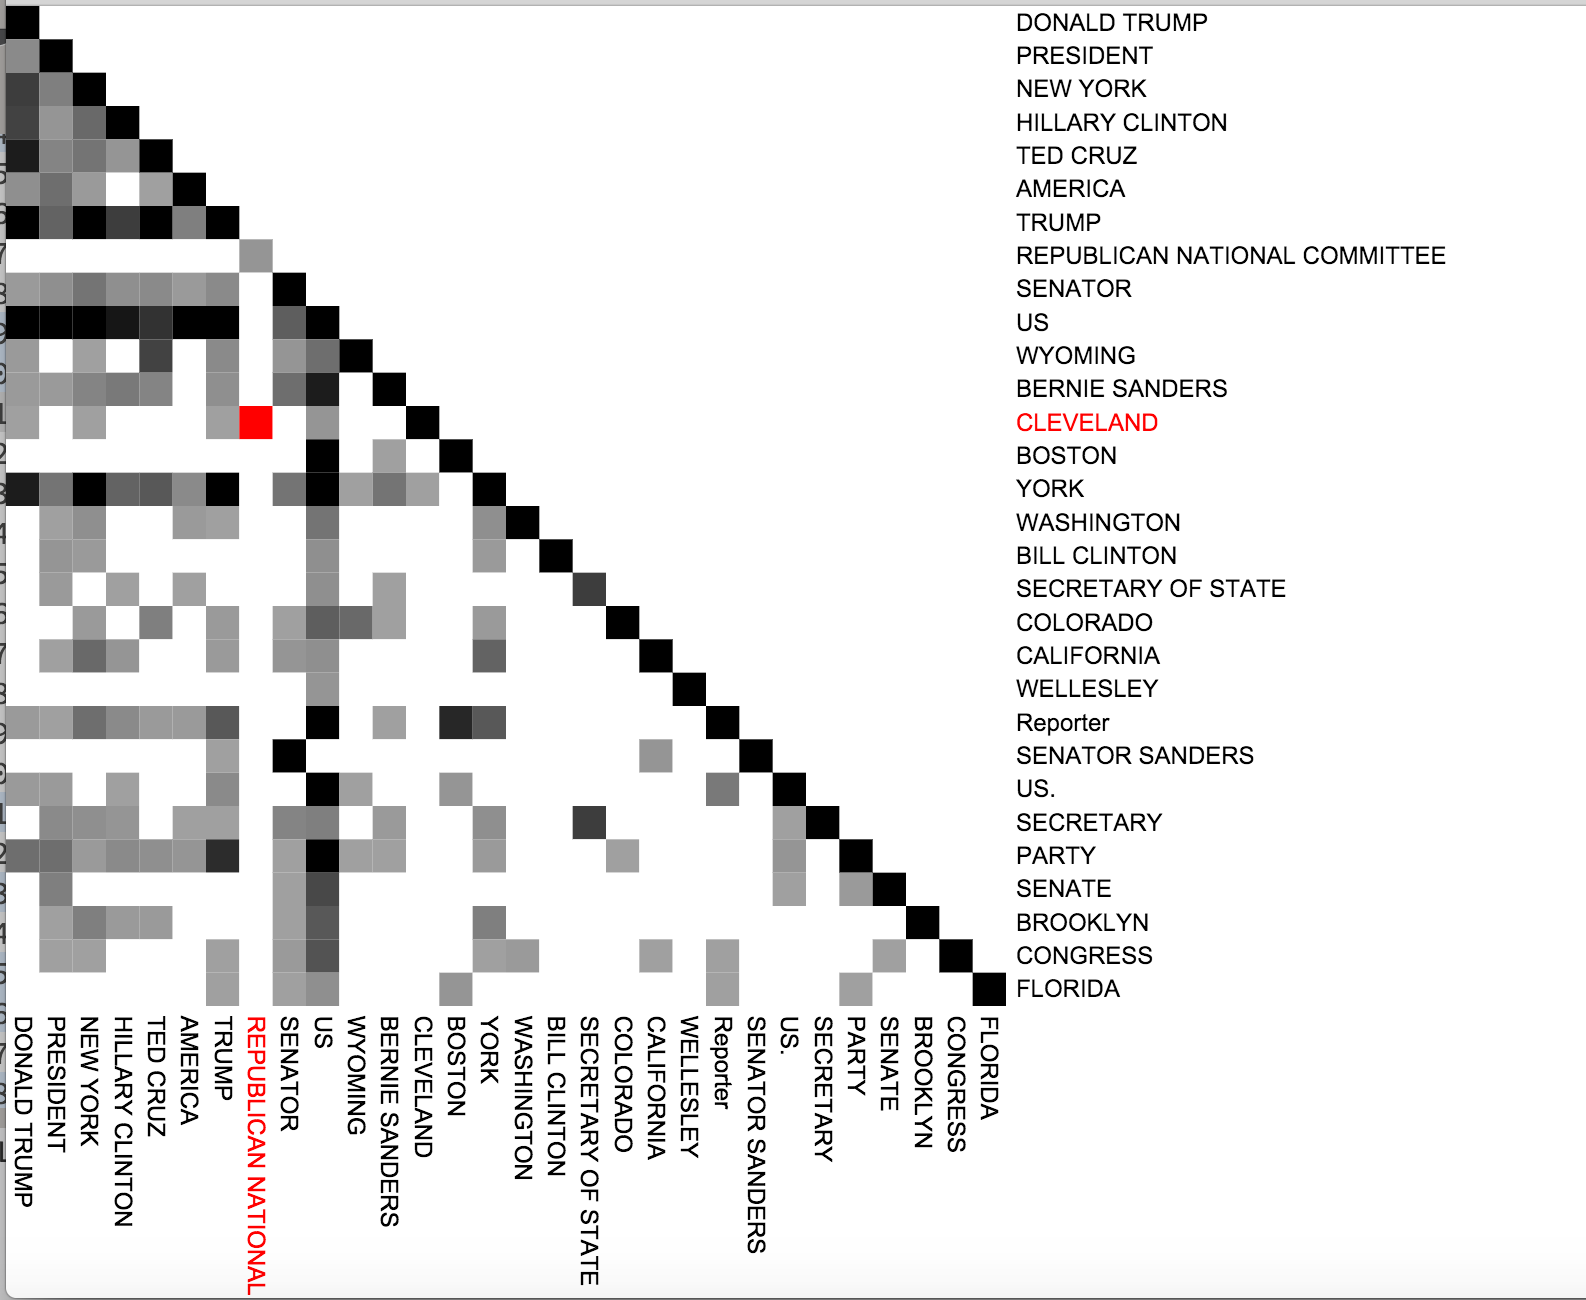 DONALD TRUMP
PRESIDENT
NEW YORK
HILLARY CLINTON
TED CRUZ
AMERICA
TRUMP
REPUBLICAN NATIONAL COMMITTEE
SENATOR
US
WYOMING
BERNIE SANDERS
CLEVELAND
BOSTON
YORK
WASHINGTON
BILL CLINTON
SECRETARY OF STATE
COLORADO
CALIFORNIA
WELLESLEY
Reporter
SENATOR SANDERS
US.
SECRETARY
PARTY
SENATE
BROOKLYN
CONGRESS
FLORIDA
DONALD TRUMP
PRESIDENT
NEW YORK
HILLARY CLINTON
TED CRUZ
AMERICA
TRUMP
REPUBLICAN NATIONAL
SENATOR
US
WYOMING
BERNIE SANDERS
CLEVELAND
BOSTON
YORK
WASHINGTON
BILL CLINTON
SECRETARY OF STATE
COLORADO
CALIFORNIA
WELLESLEY
Reporter
SENATOR SANDERS
US.
SECRETARY
PARTY
SENATE
BROOKLYN
CONGRESS
FLORIDA